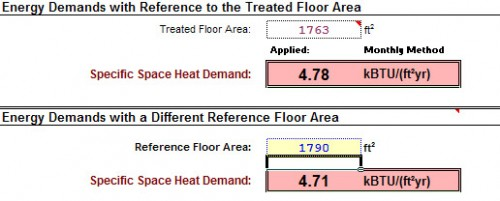 Energy Demands with Reference to the Treated Floor Area
Treated Floor Area: 1763 ft²
Applied: Monthly Method
Specific Space Heat Demand: 4.78 kBTU/(ft²yr)
Energy Demands with a Different Reference Floor Area
Reference Floor Area: 1790 ft²
Specific Space Heat Demand: 4.71 kBTU/(ft²yr)